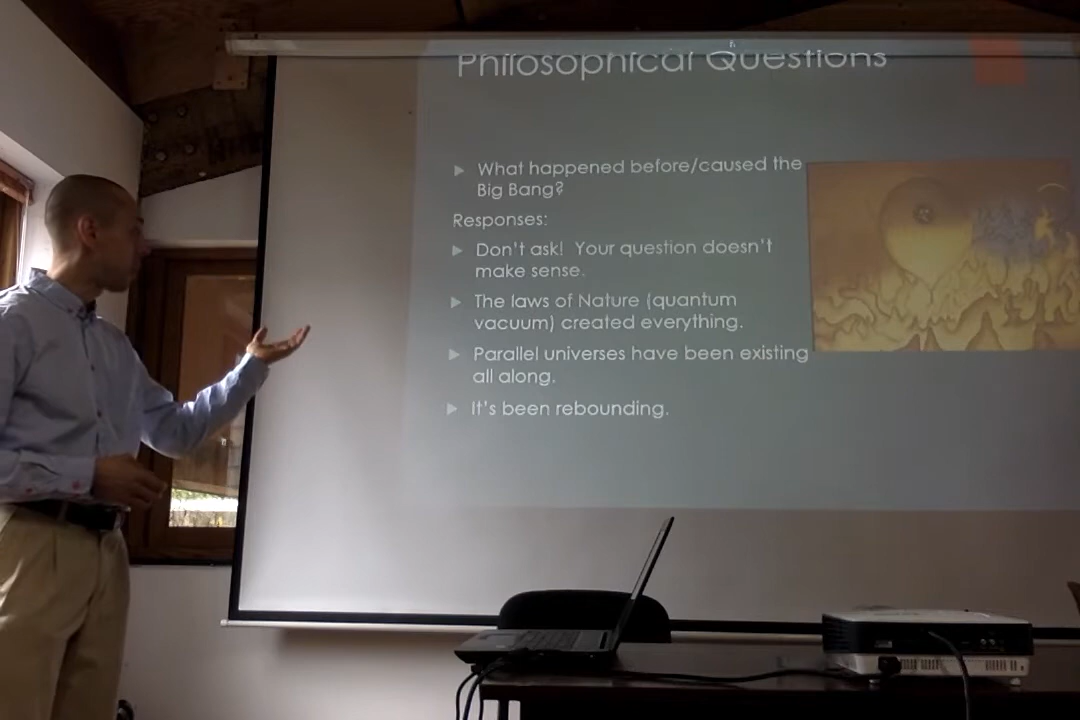 Philosophical Questions
What happened before/caused the
Big Bang?
Responses:
Don't ask! Your question doesn't
make sense.
The laws of Nature (quantum
vacuum) created everything.
Parallel universes have been existing
all along.
It's been rebounding.